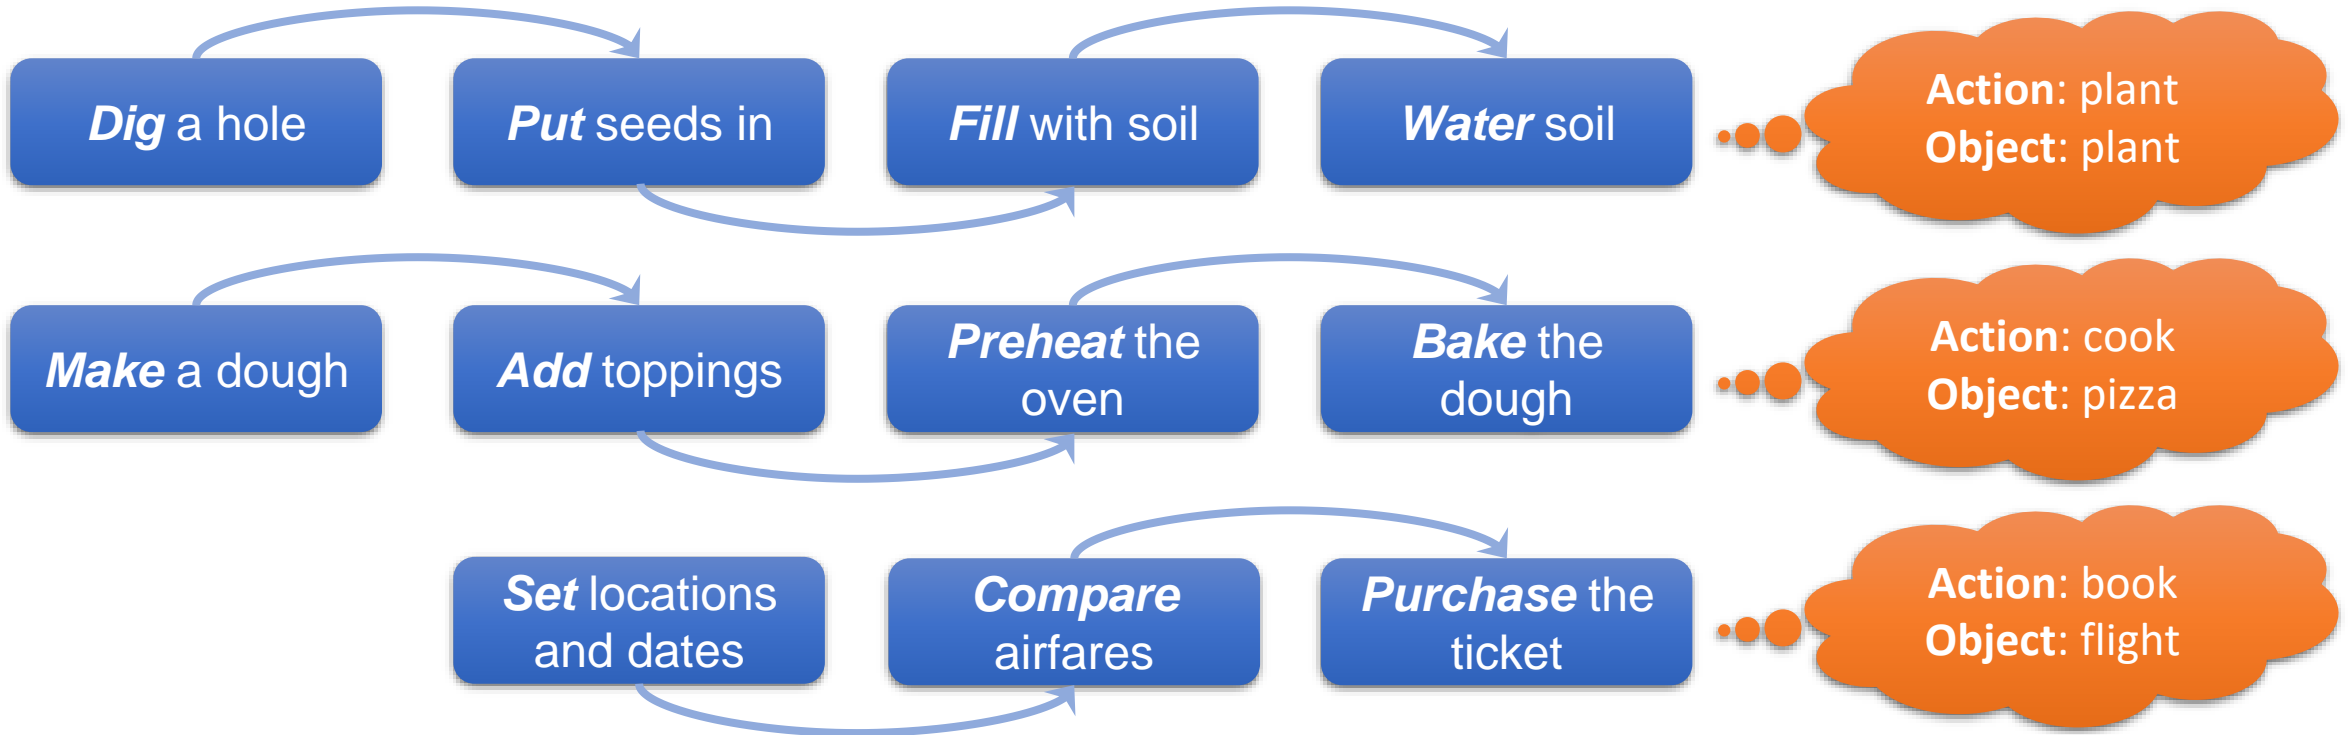 Dig a hole
Put seeds in
Fill with soil
Water soil
Action: plant
Object: plant
Make a dough
Add toppings
Preheat the
oven
Bake the
dough
Action: cook
Object: pizza
Set locations
and dates
Compare
airfares
Purchase the
ticket
Action: book
Object: flight